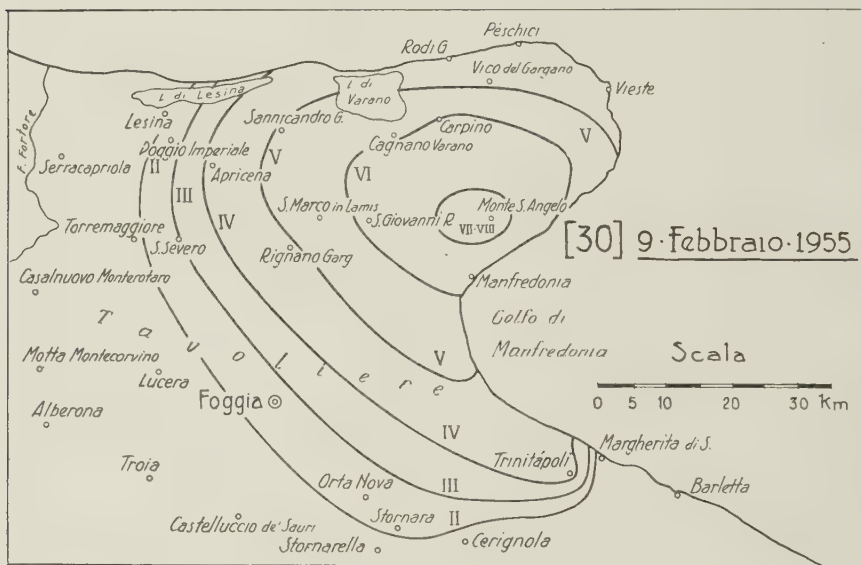 Péschici
Rodi G
Vico del Gargano
Vieste
L. di Lesina
L. di
Varano
F. Fortore
Lesina
Sannicandro G.
Carpino
V
Cagnano Varano
Poggio Imperiale
Serracapriola
II
Apricena
V
VI
III
S. Marco in Lamis
S. Giovanni R.
Monte S. Angelo
VII-VIII
IV
Torremaggiore
S. Severo
Rignano Garg
[30] 9·Febbraio·1955
Manfredonia
Casalnuovo Monterotaro
Golfo di
Manfredonia
Tavoliere
Motta Montecorvino
V
Scala
Lucera
Foggia
0 5 10 20 30 Km
Alberona
IV
Margherita di S.
Trinitápoli
Troia
III
Orta Nova
Barletta
II
Stornara
Castelluccio de' Sauri
Cerignola
Stornarella